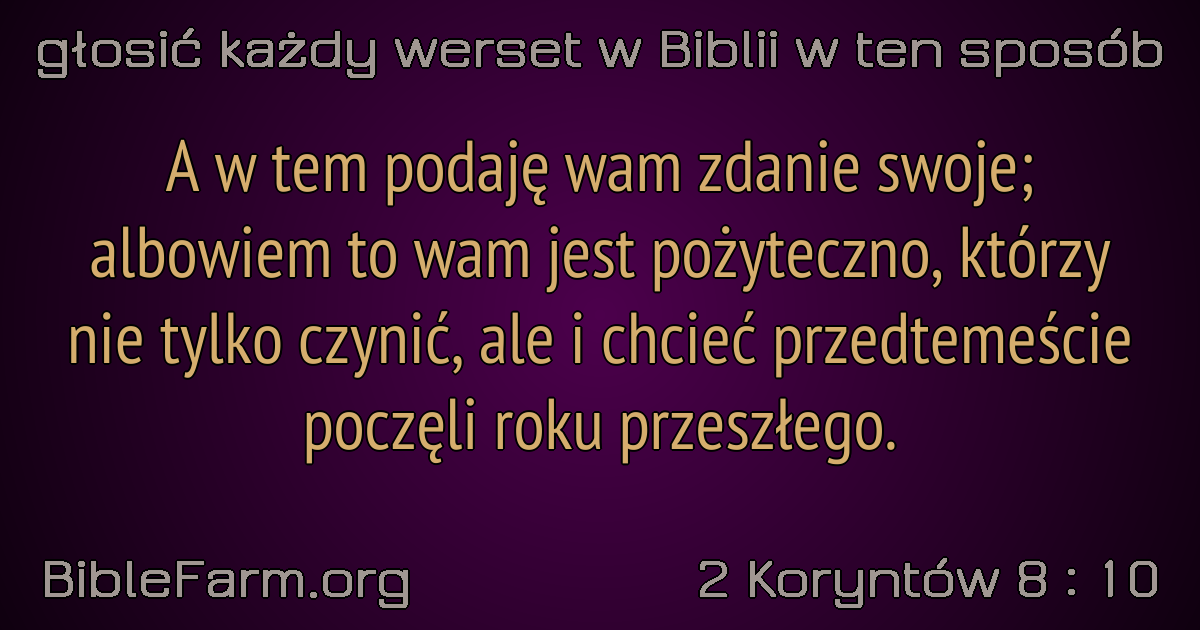 głosić każdy werset w Biblii w ten sposób
A w tem podaję wam zdanie swoje;
albowiem to wam jest pożyteczno, którzy
nie tylko czynić, ale i chcieć przedtemeście
poczęli roku przeszłego.
BibleFarm.org
2 Koryntów 8 : 10